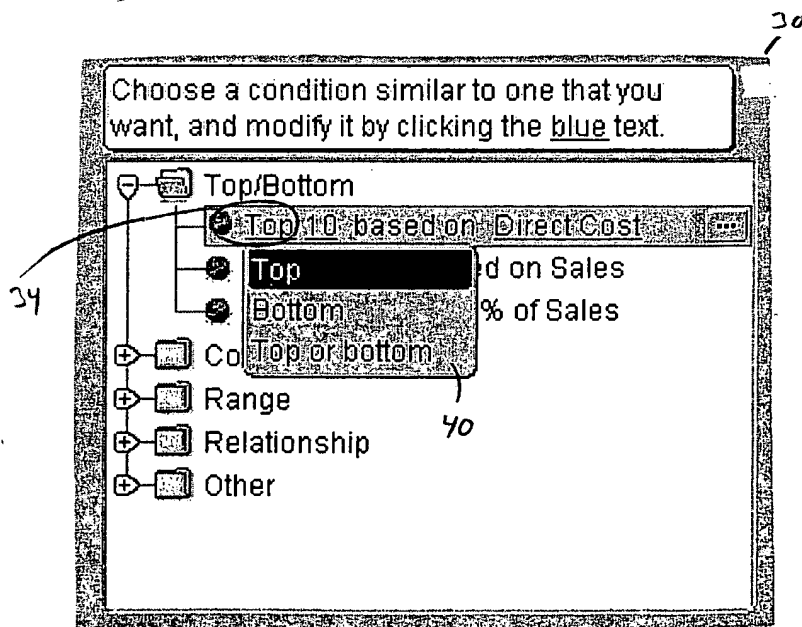 30
Choose a condition similar to one that you
want, and modify it by clicking the blue text.
Top/Bottom
Top 10 based on Direct Cost ...
34
Top
d on Sales
Bottom
% of Sales
Co
Top or bottom
40
Range
Relationship
Other